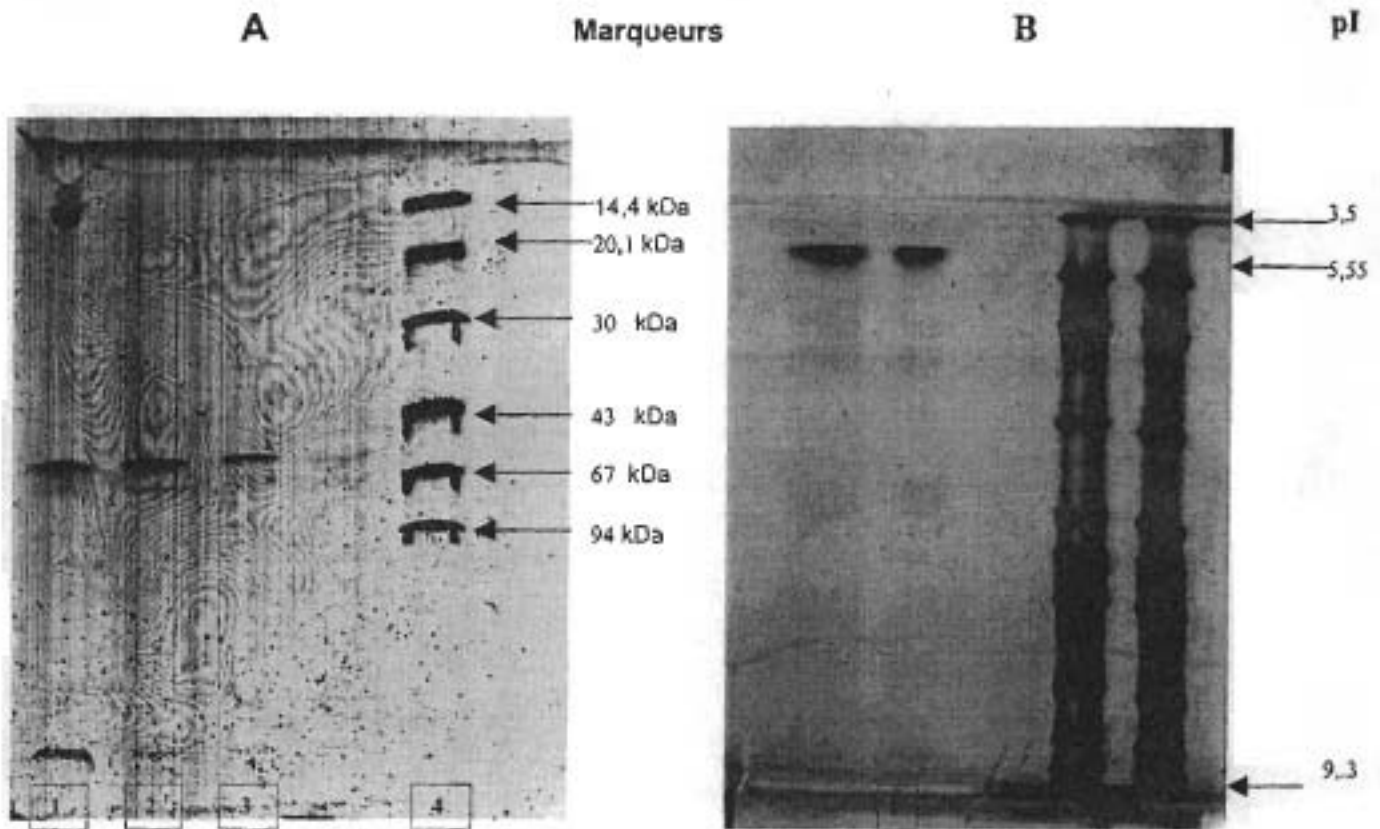 A
Marqueurs
B
pI
14,4 kDa
20,1 kDa
30 kDa
43 kDa
67 kDa
94 kDa
3,5
5,55
9,.3
1
2
3
4